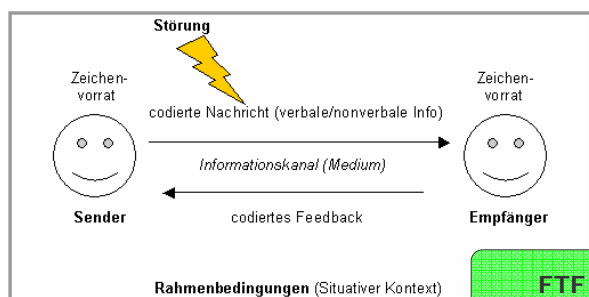 Störung
Zeichen-
vorrat
Zeichen-
vorrat
codierte Nachricht (verbale/nonverbale Info)
Informationskanal (Medium)
Sender
codiertes Feedback
Empfänger
Rahmenbedingungen (Situativer Kontext)
FTF